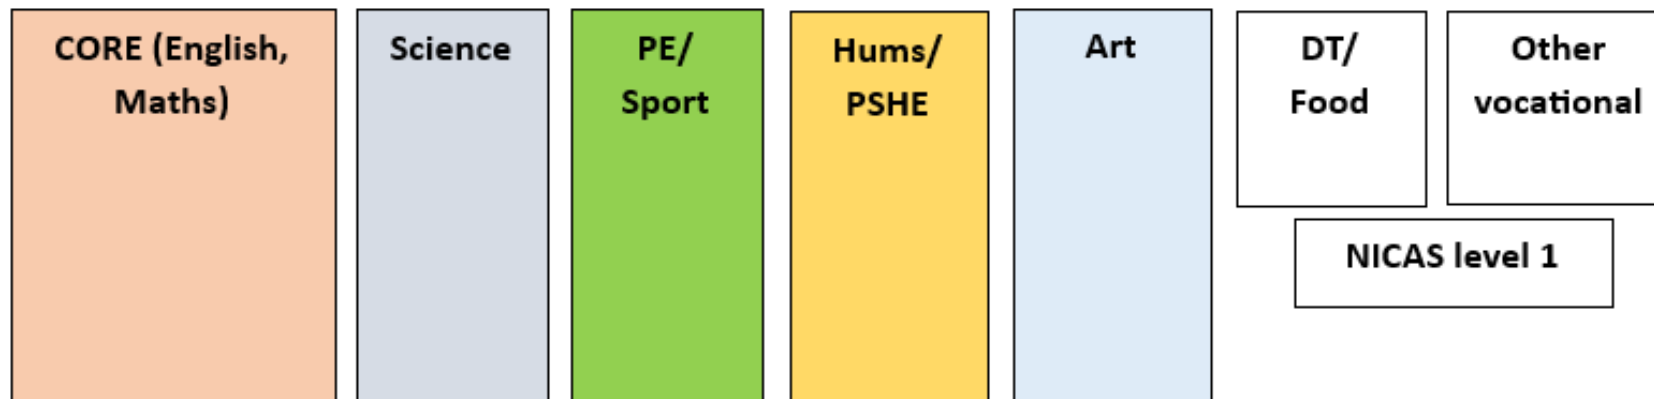 CORE (English,
Maths)
Science
PE/
Sport
Hums/
PSHE
Art
DT/
Food
Other
vocational
NICAS level 1